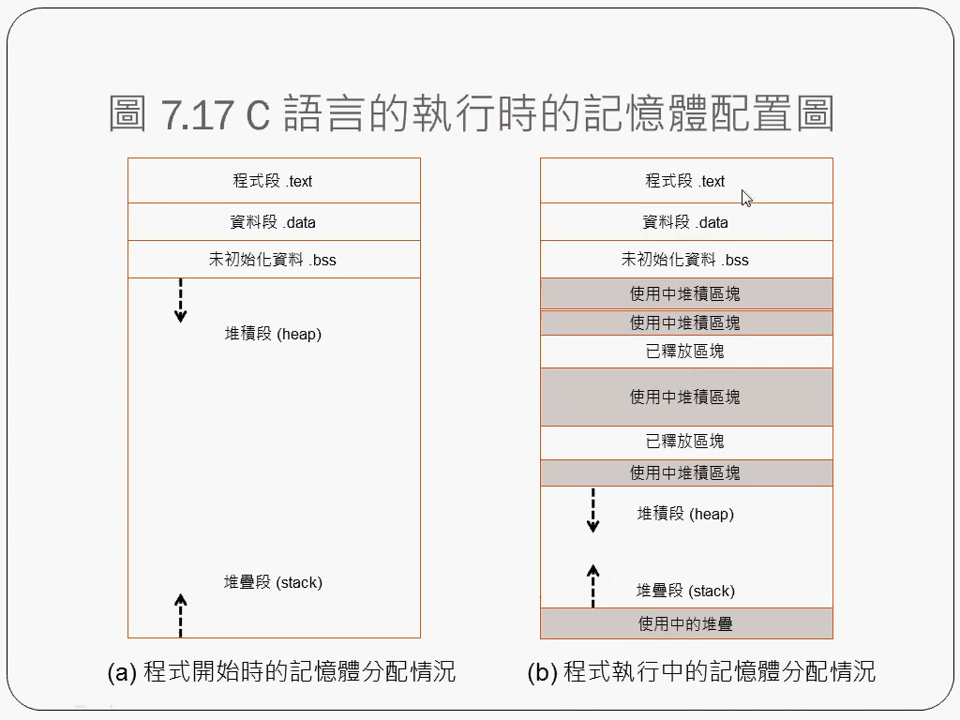 圖 7.17 C 語言的執行時的記憶體配置圖
程式段 .text
資料段 .data
未初始化資料 .bss
堆積段 (heap)
堆疊段 (stack)
(a) 程式開始時的記憶體分配情況
程式段 .text
資料段 .data
未初始化資料 .bss
使用中堆積區塊
使用中堆積區塊
已釋放區塊
使用中堆積區塊
已釋放區塊
使用中堆積區塊
堆積段 (heap)
堆疊段 (stack)
使用中的堆疊
(b) 程式執行中的記憶體分配情況